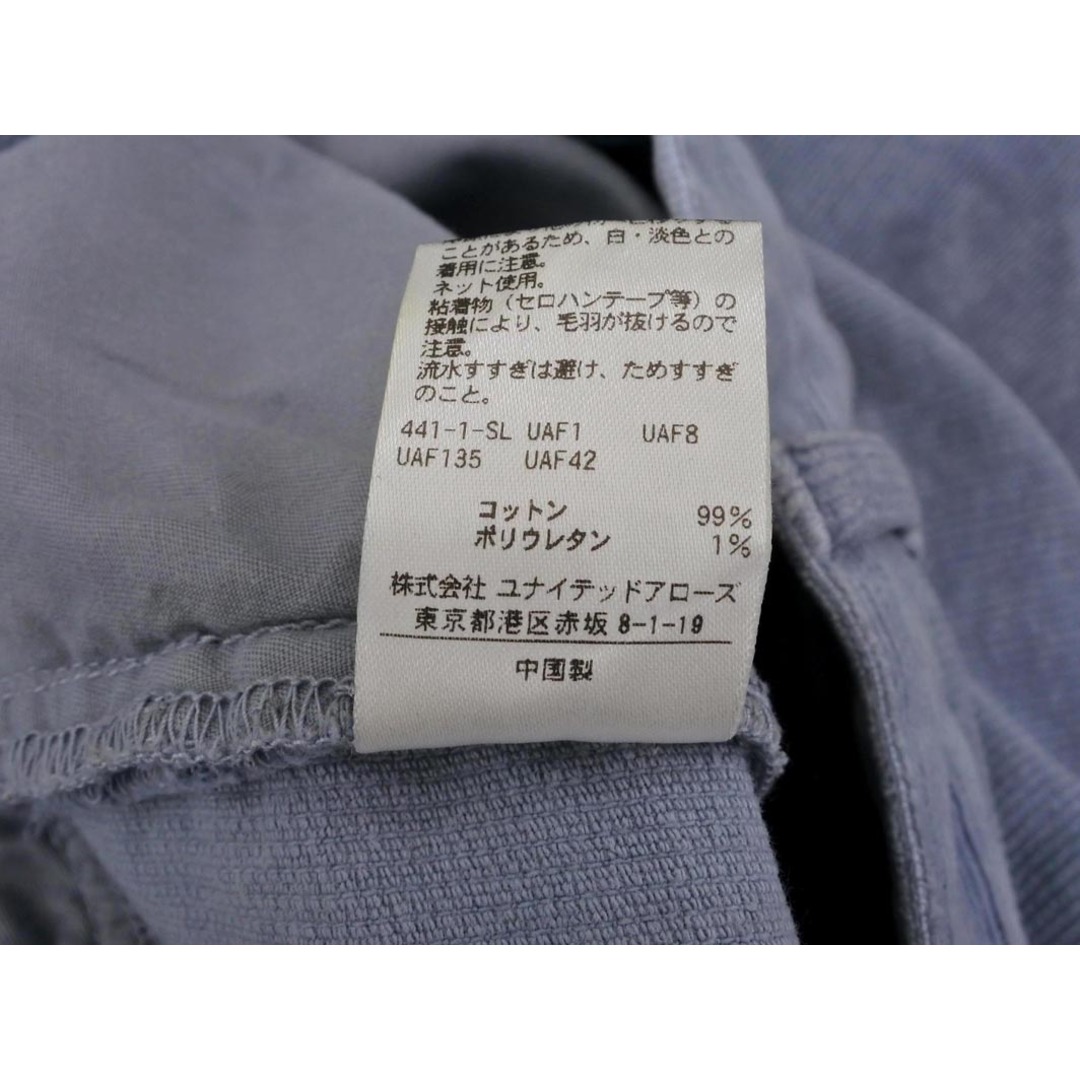 ことがあるため、白・淡色との
着用に注意。
ネット使用。
粘着物（セロハンテープ等）の
接触により、毛羽が抜けるので
注意。
流水すすぎは避け、ためすすぎ
のこと。
441-1-SL UAF1 UAF8
UAF135 UAF42
コットン 99%
ポリウレタン 1%
株式会社 ユナイテッドアローズ
東京都港区赤坂 8-1-19
中国製